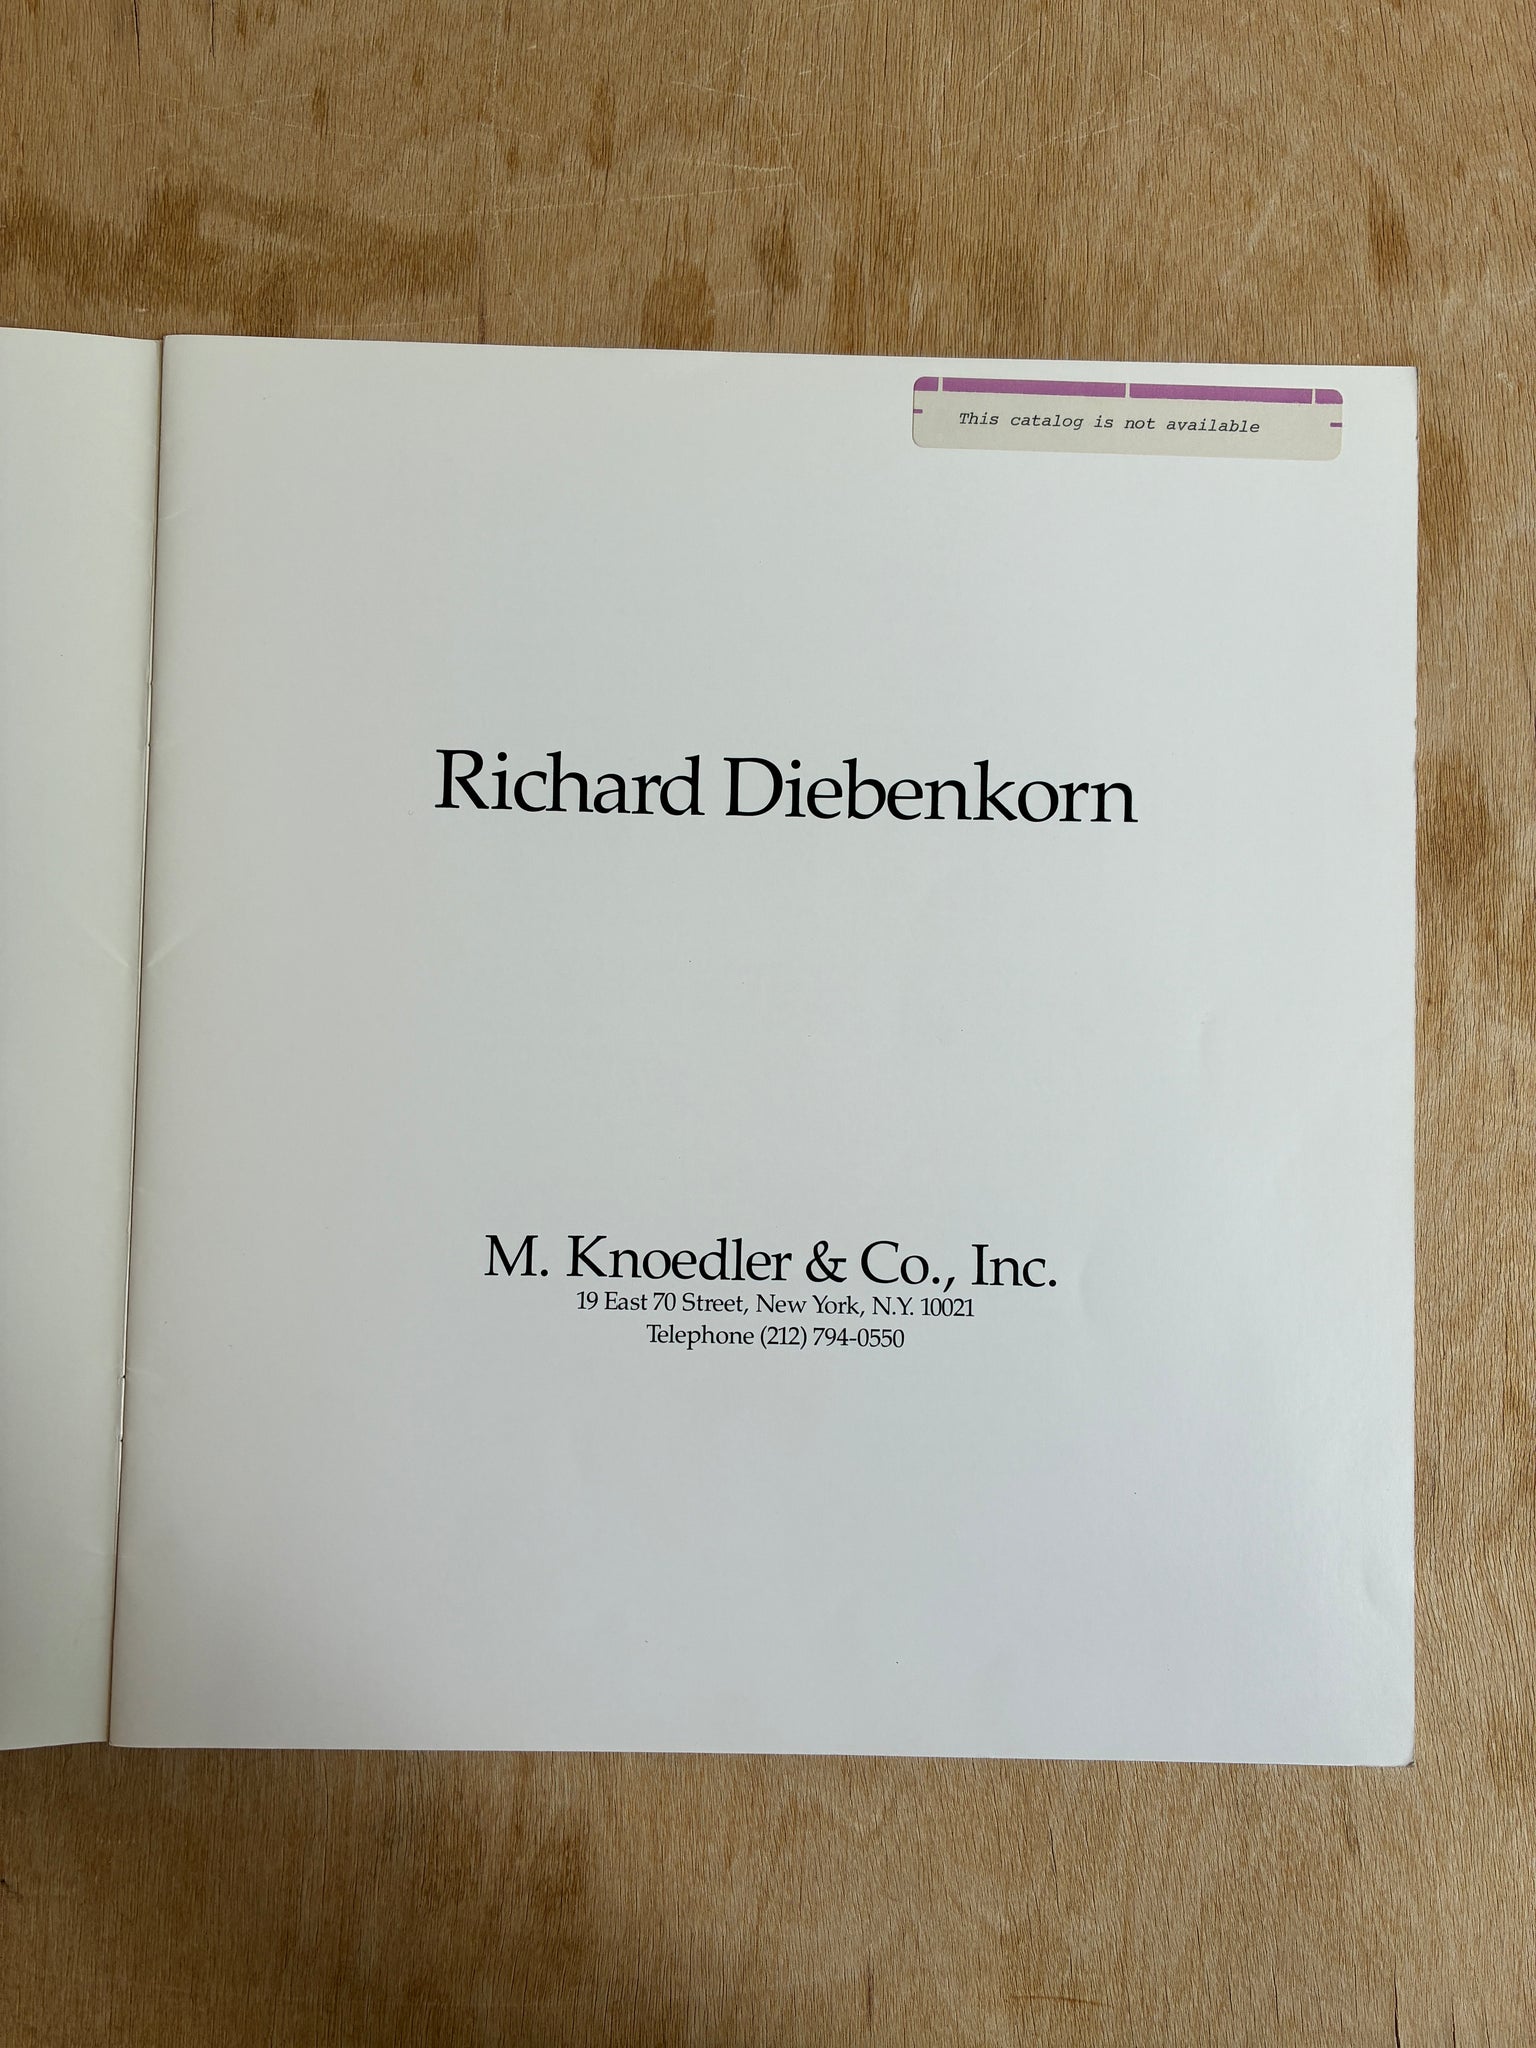 This catalog is not available
Richard Diebenkorn
M. Knoedler & Co., Inc.
19 East 70 Street, New York, N.Y. 10021
Telephone (212) 794-0550